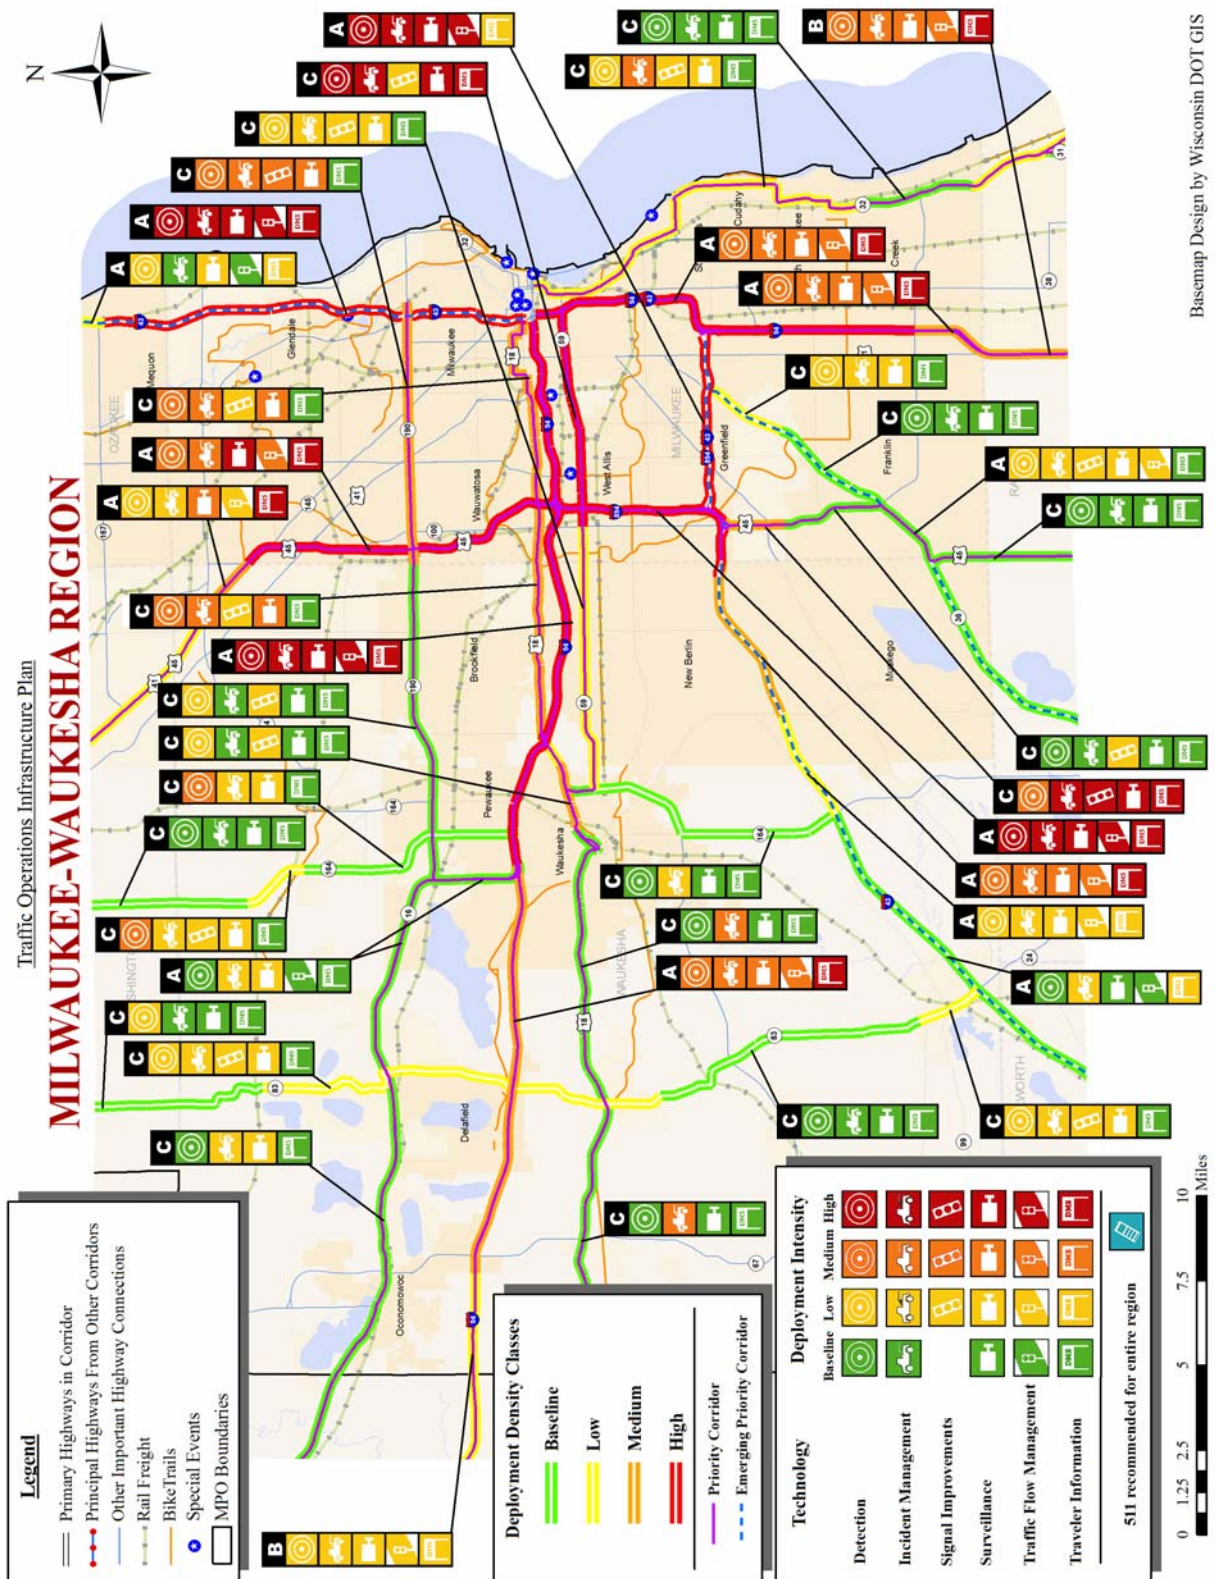 Traffic Operations Infrastructure Plan
MILWAUKEE-WAUKESHA REGION
N
Legend
Primary Highways in Corridor
Principal Highways From Other Corridors
Other Important Highway Connections
Rail Freight
BikeTrails
Special Events
MPO Boundaries
Deployment Density Classes
Baseline
Low
Medium
High
Priority Corridor
Emerging Priority Corridor
Technology
Deployment Intensity
Baseline Low Medium High
Detection
Incident Management
Signal Improvements
Surveillance
Traffic Flow Management
Traveler Information
511 recommended for entire region
0 1.25 2.5 5 7.5 10
Miles
Basemap Design by Wisconsin DOT GIS
Oconomowoc
Delafield
Pewaukee
Waukesha
WAUKESHA
Brookfield
New Berlin
Muskego
Wauwatosa
West Allis
MILWAUKEE
Greenfield
Franklin
Mequon
Glendale
Milwaukee
Cudahy
Creek